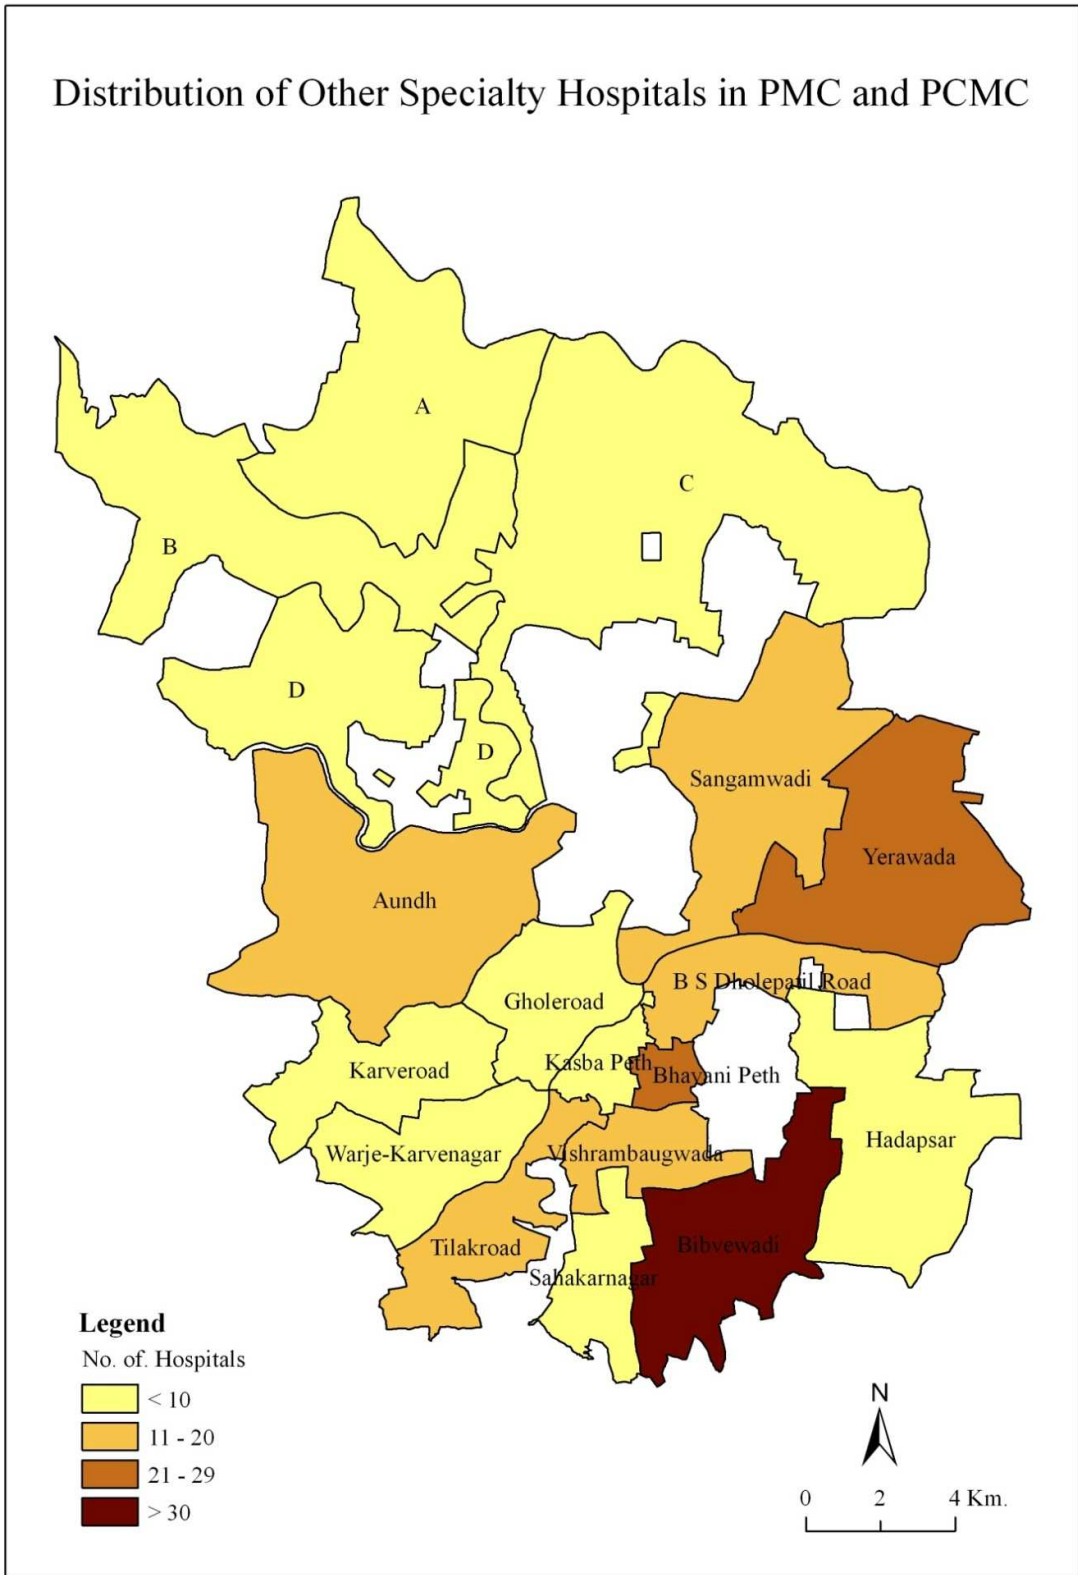 Distribution of Other Specialty Hospitals in PMC and PCMC
A
C
B
D
D
Sangamwadi
Yerawada
Aundh
B S Dholepatil Road
Gholeroad
Kasba Peth
Bhavani Peth
Karveroad
Hadapsar
Warje-Karvenagar
Vishrambaugwada
Bibvewadi
Tilakroad
Sahakarnagar
Legend
No. of. Hospitals
< 10
11 - 20
21 - 29
> 30
N
0 2 4 Km.